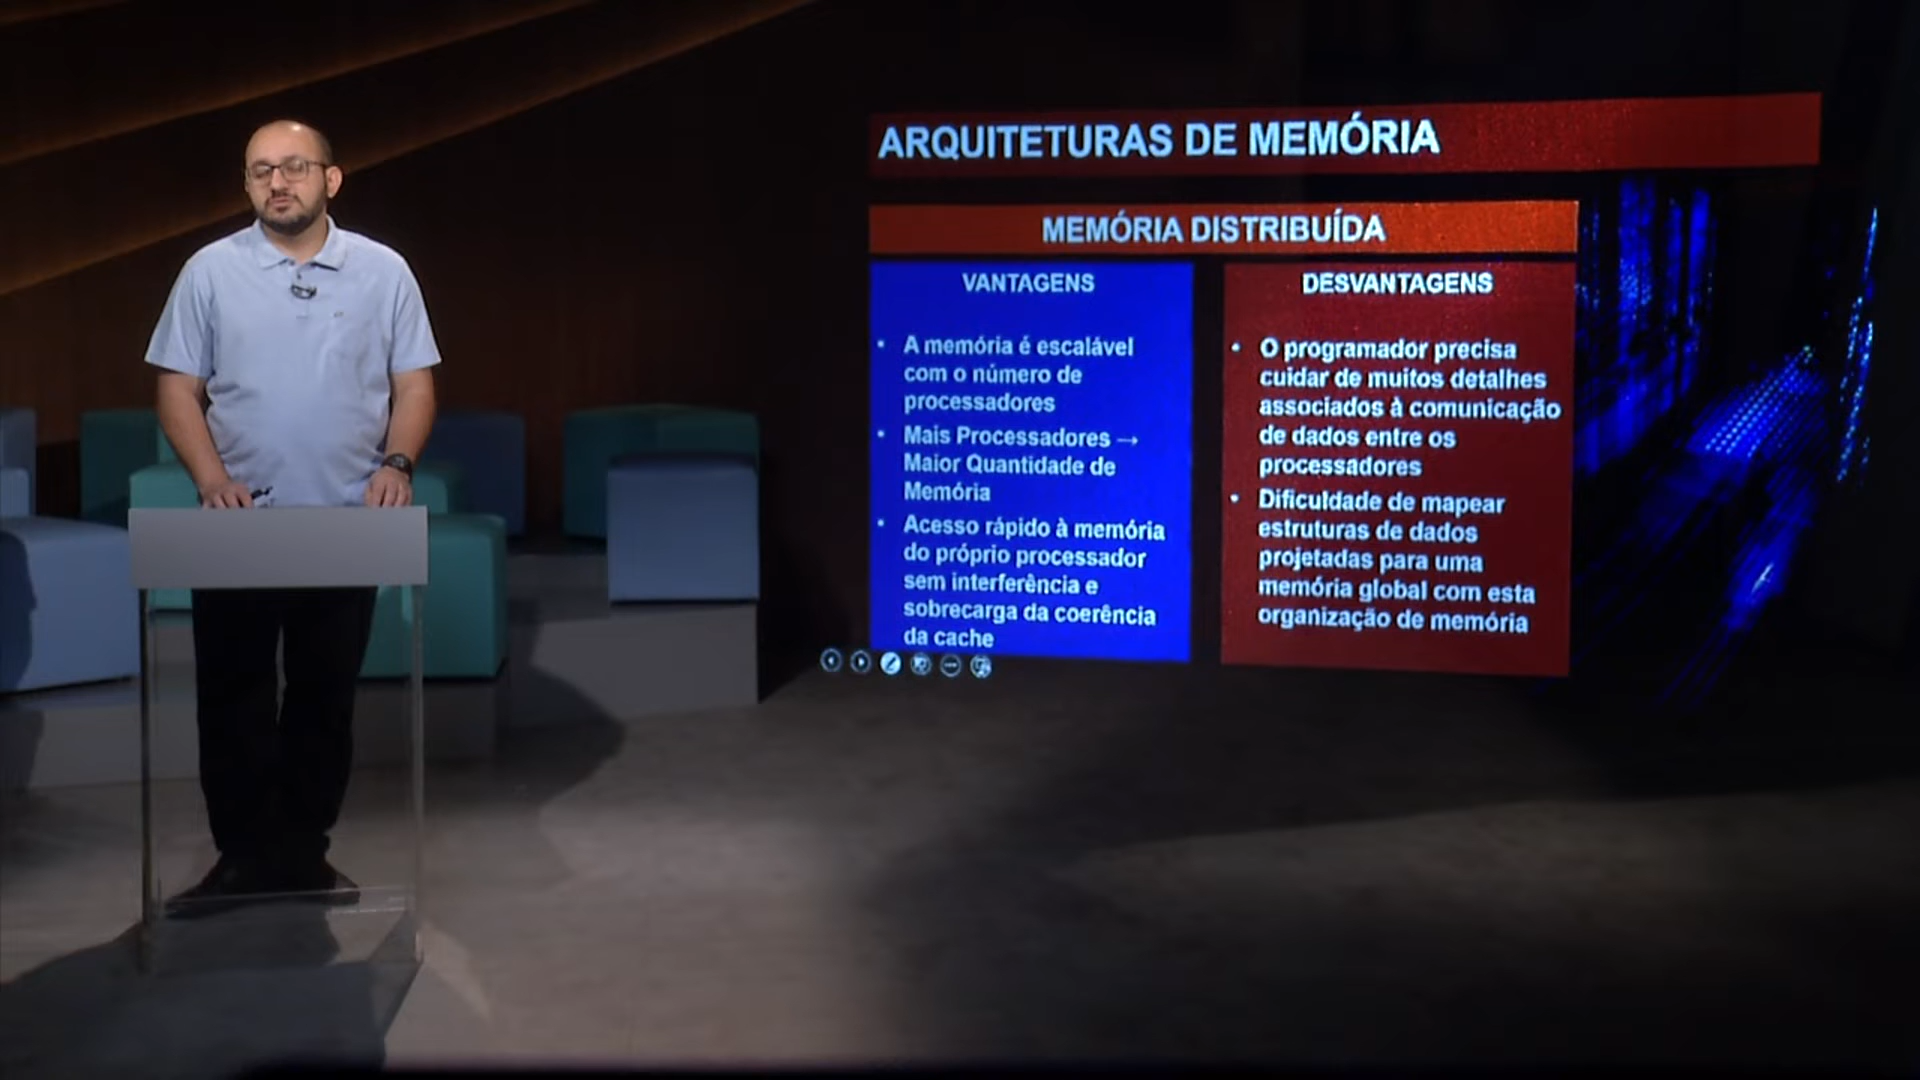 ARQUITETURAS DE MEMÓRIA
MEMÓRIA DISTRIBUÍDA
VANTAGENS
• A memória é escalável
com o número de
processadores
• Mais Processadores →
Maior Quantidade de
Memória
• Acesso rápido à memória
do próprio processador
sem interferência e
sobrecarga da coerência
da cache
DESVANTAGENS
• O programador precisa
cuidar de muitos detalhes
associados à comunicação
de dados entre os
processadores
• Dificuldade de mapear
estruturas de dados
projetadas para uma
memória global com esta
organização de memória